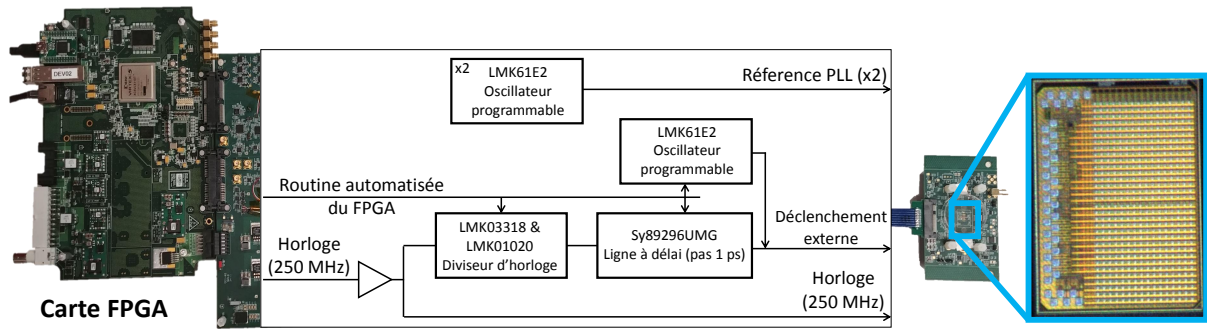 x2
LMK61E2
Oscillateur
programmable
Réference PLL (x2)
LMK61E2
Oscillateur
programmable
Routine automatisée
du FPGA
LMK03318 &
LMK01020
Diviseur d'horloge
Sy89296UMG
Ligne à délai (pas 1 ps)
Déclenchement
externe
Horloge
(250 MHz)
Horloge
(250 MHz)
Carte FPGA
DEV02